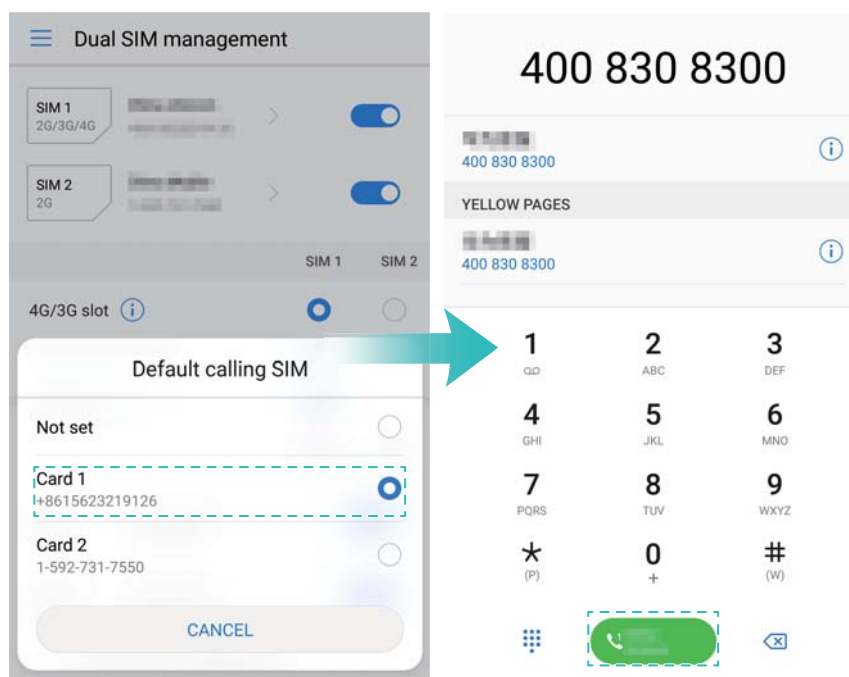 Dual SIM management
SIM 1
2G/3G/4G
SIM 2
2G
SIM 1 SIM 2
4G/3G slot
Default calling SIM
Not set
Card 1
+8615623219126
Card 2
1-592-731-7550
CANCEL
400 830 8300
400 830 8300
YELLOW PAGES
400 830 8300
1 2 3
ABC DEF
4 5 6
GHI JKL MNO
7 8 9
PQRS TUV WXYZ
* 0 #
(P) + (W)
1